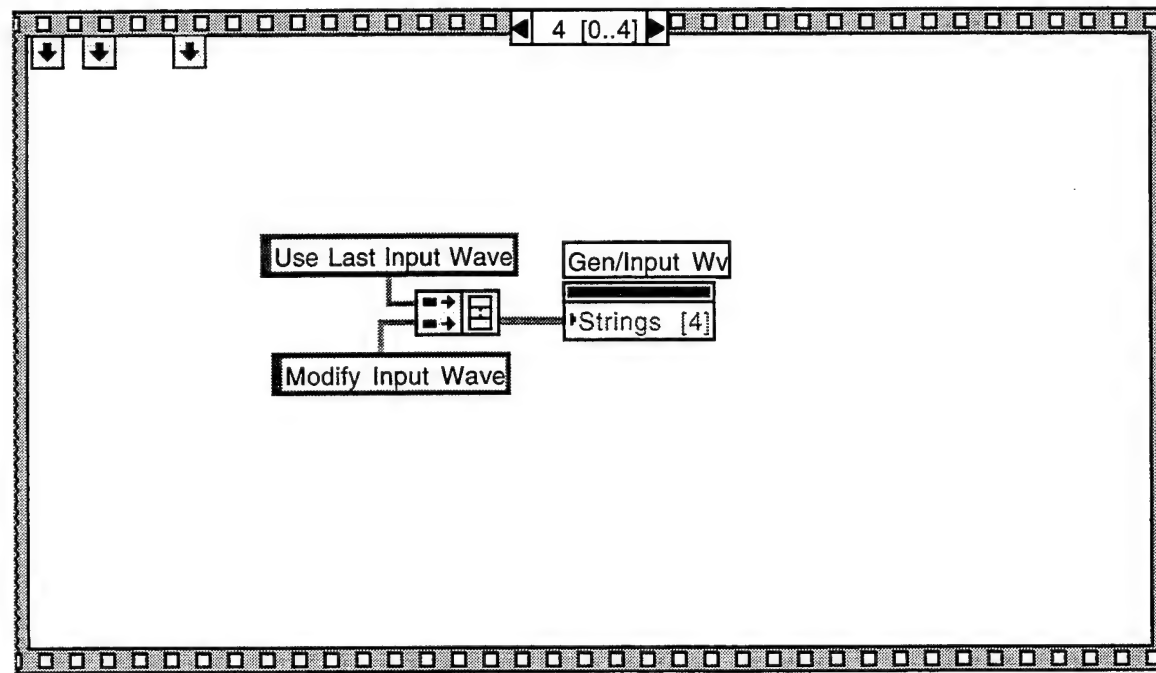 4 [0..4]
Use Last Input Wave
Gen/Input Wv
Strings [4]
Modify Input Wave